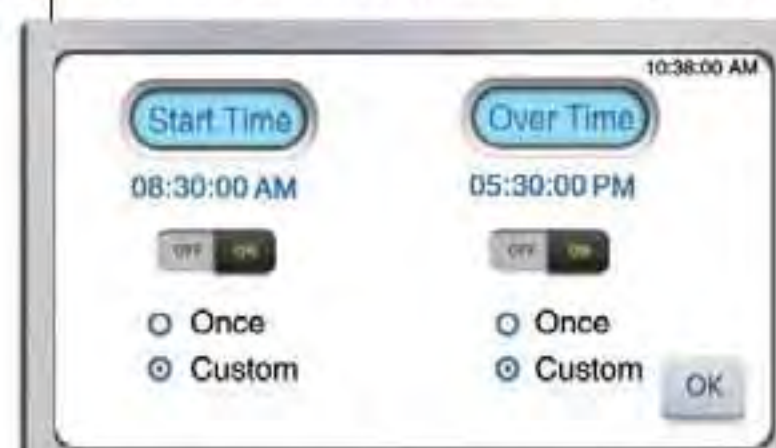 10:38:00 AM
Start Time Over Time
08:30:00 AM 05:30:00 PM
OFF ON OFF ON
Once Once
Custom Custom
OK